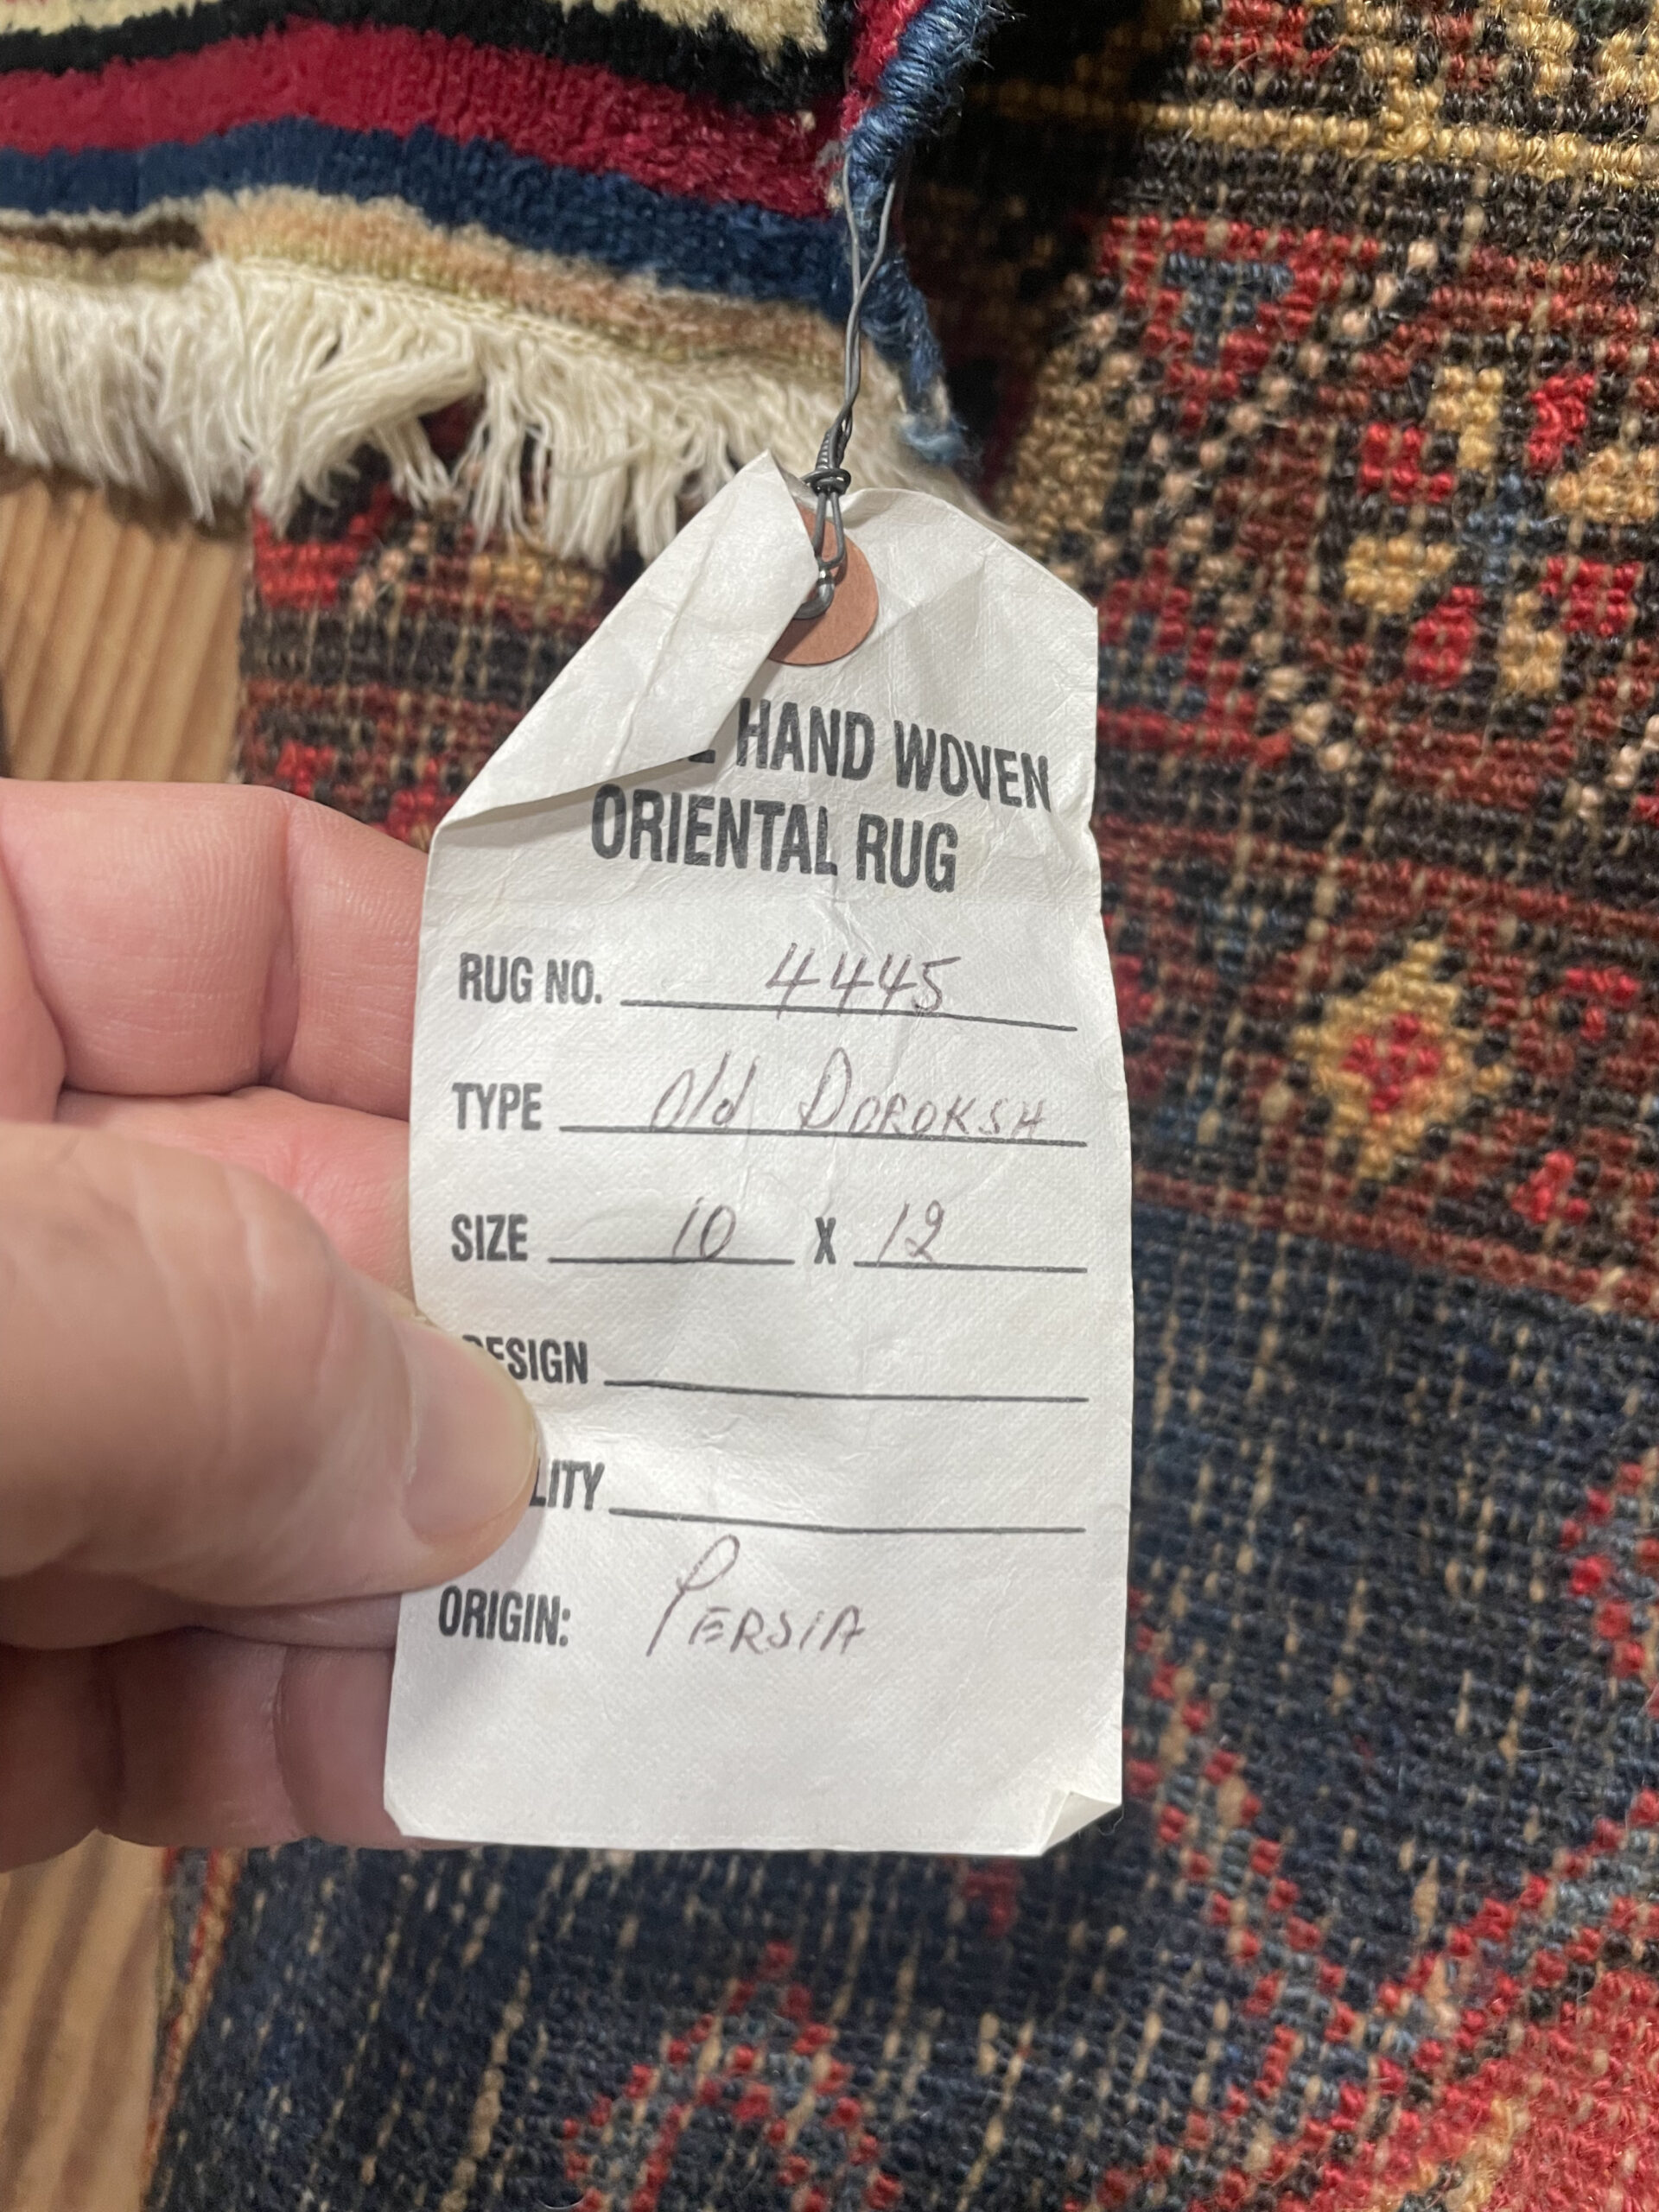 HAND WOVEN
ORIENTAL RUG
RUG NO. 4445
TYPE Old DOROKSH
SIZE 10 X 12
ESIGN
LITY
ORIGIN: PERSIA